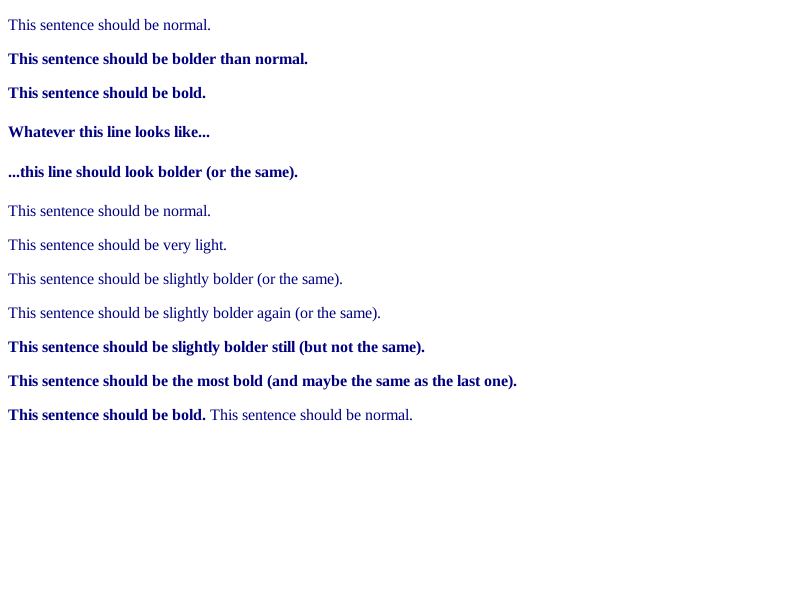 This sentence should be normal.
This sentence should be bolder than normal.
This sentence should be bold.
Whatever this line looks like...
...this line should look bolder (or the same).
This sentence should be normal.
This sentence should be very light.
This sentence should be slightly bolder (or the same).
This sentence should be slightly bolder again (or the same).
This sentence should be slightly bolder still (but not the same).
This sentence should be the most bold (and maybe the same as the last one).
This sentence should be bold. This sentence should be normal.